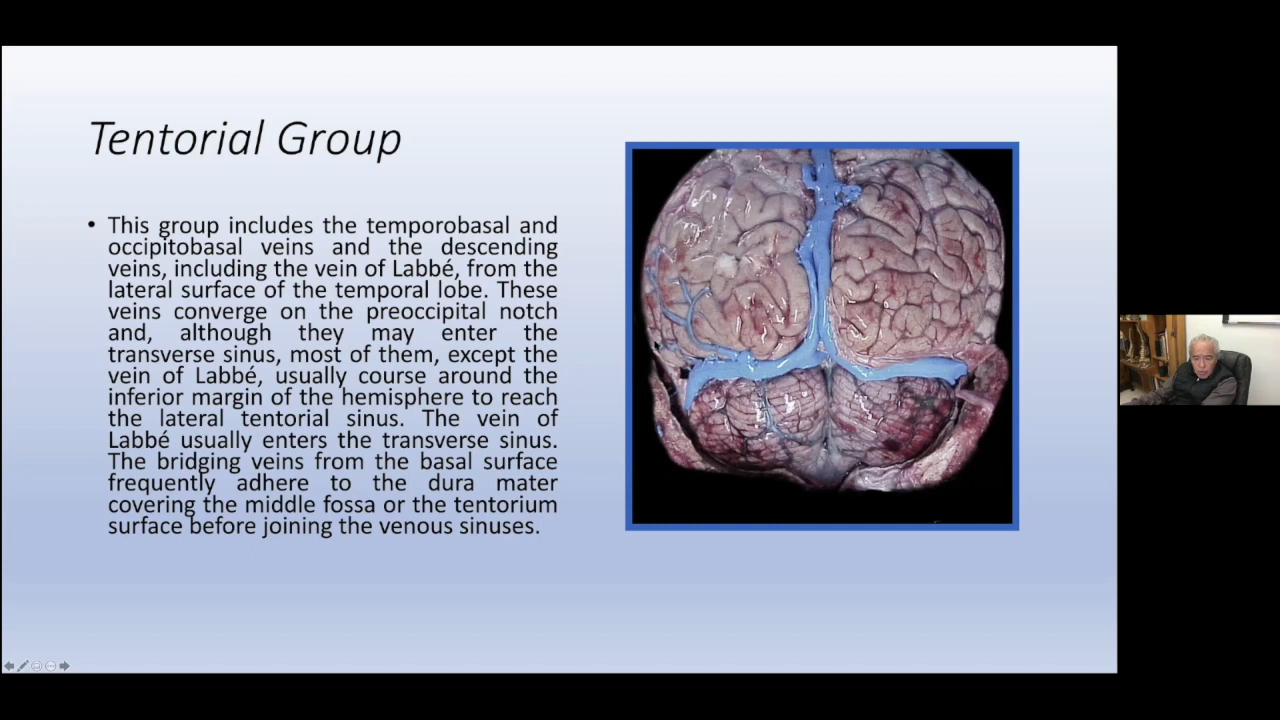 Tentorial Group
• This group includes the temporobasal and
occipitobasal veins and the descending
veins, including the vein of Labbé, from the
lateral surface of the temporal lobe. These
veins converge on the preoccipital notch
and, although they may enter the
transverse sinus, most of them, except the
vein of Labbé, usually course around the
inferior margin of the hemisphere to reach
the lateral tentorial sinus. The vein of
Labbé usually enters the transverse sinus.
The bridging veins from the basal surface
frequently adhere to the dura mater
covering the middle fossa or the tentorium
surface before joining the venous sinuses.